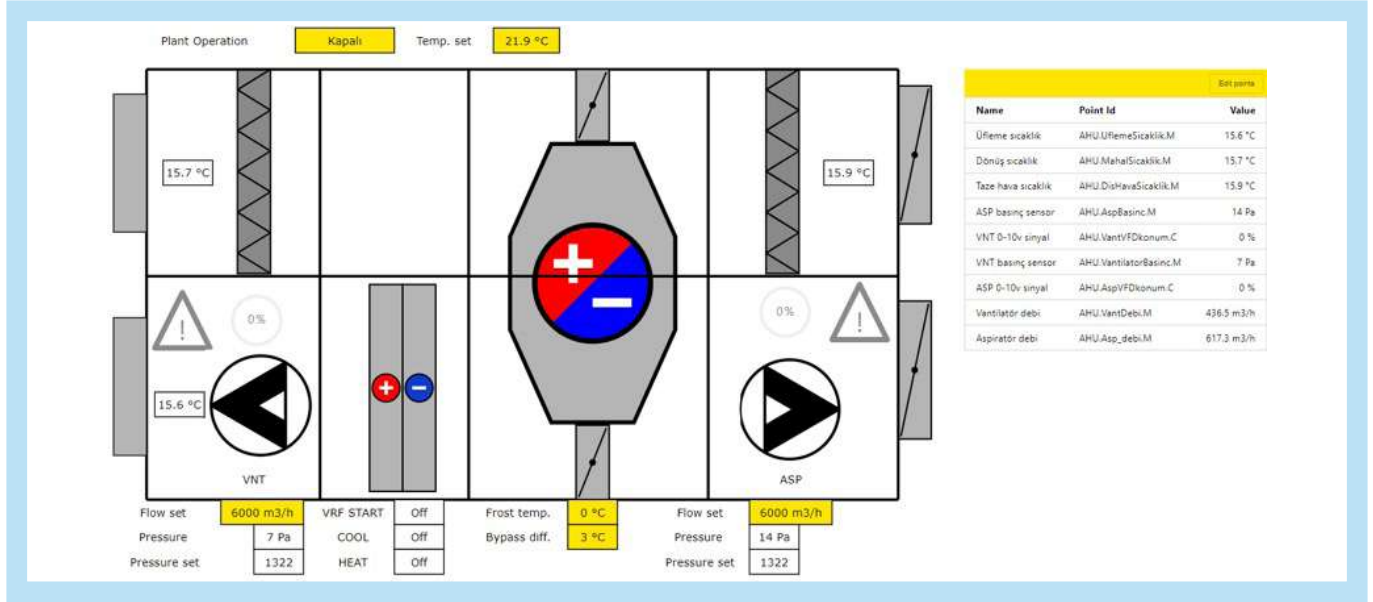 Plant Operation Kapalı Temp. set 21.9 °C
Edit points
Name Point Id Value
Üfleme sıcaklık AHU.UflemeSicaklik.M 15.6 °C
Dönüş sıcaklık AHU.MahalSicaklik.M 15.7 °C
Taze hava sıcaklık AHU.DisHavaSicaklik.M 15.9 °C
ASP basınç sensor AHU.AspBasinc.M 14 Pa
VNT 0-10v sinyal AHU.VantVFDkonum.C 0 %
VNT basınç sensor AHU.VantilatorBasinc.M 7 Pa
ASP 0-10v sinyal AHU.AspVFDkonum.C 0 %
Vantilatör debi AHU.VantDebi.M 436.5 m3/h
Aspiratör debi AHU.Asp_debi.M 617.3 m3/h
15.7 °C
15.9 °C
! 0% 0% !
+ −
15.6 °C
+ −
VNT ASP
Flow set 6000 m3/h VRF START Off Frost temp. 0 °C Flow set 6000 m3/h
Pressure 7 Pa COOL Off Bypass diff. 3 °C Pressure 14 Pa
Pressure set 1322 HEAT Off Pressure set 1322